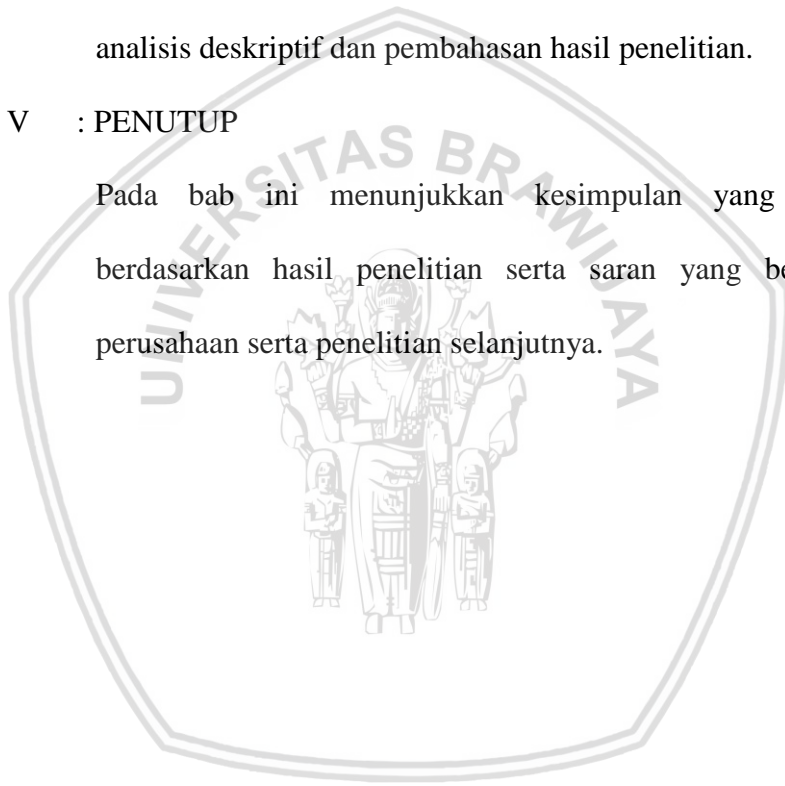 analisis deskriptif dan pembahasan hasil penelitian.
V : PENUTUP
UNIVERSITAS BRAWIJAYA
Pada bab ini menunjukkan kesimpulan yang
berdasarkan hasil penelitian serta saran yang be
perusahaan serta penelitian selanjutnya.